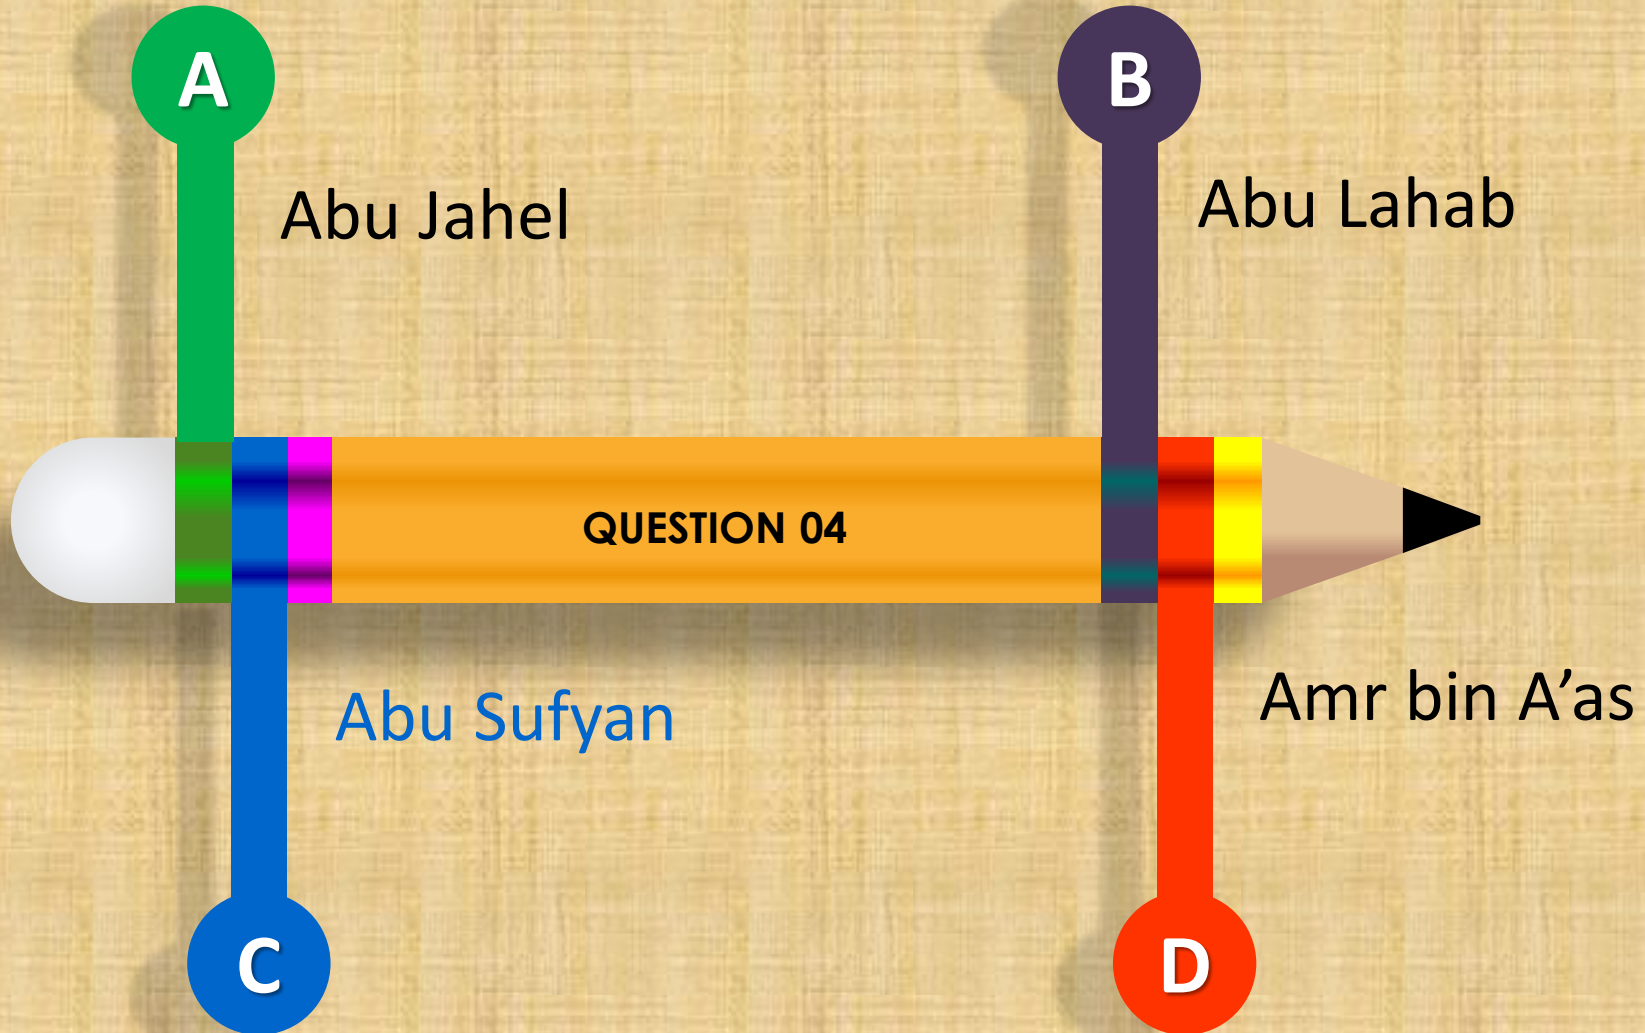 A
B
Abu Jahel
Abu Lahab
QUESTION 04
Abu Sufyan
Amr bin A’as
C
D